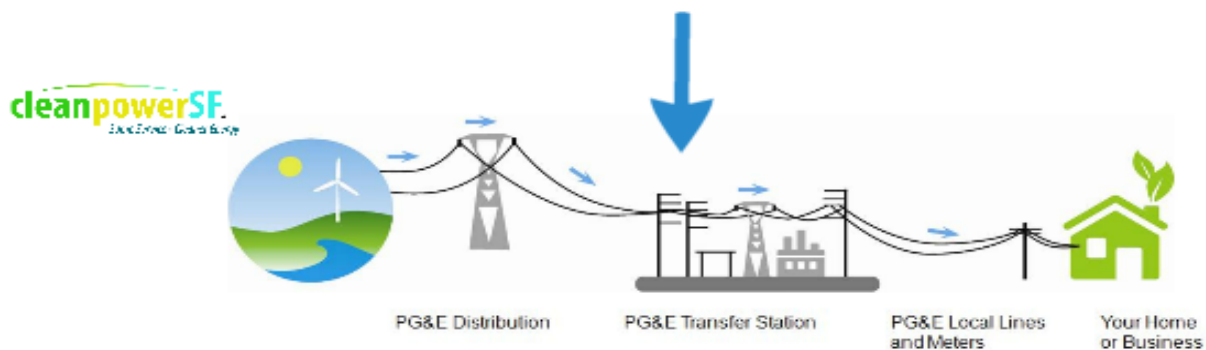 cleanpowerSF.
PG&E Distribution
PG&E Transfer Station
PG&E Local Lines
and Meters
Your Home
or Business